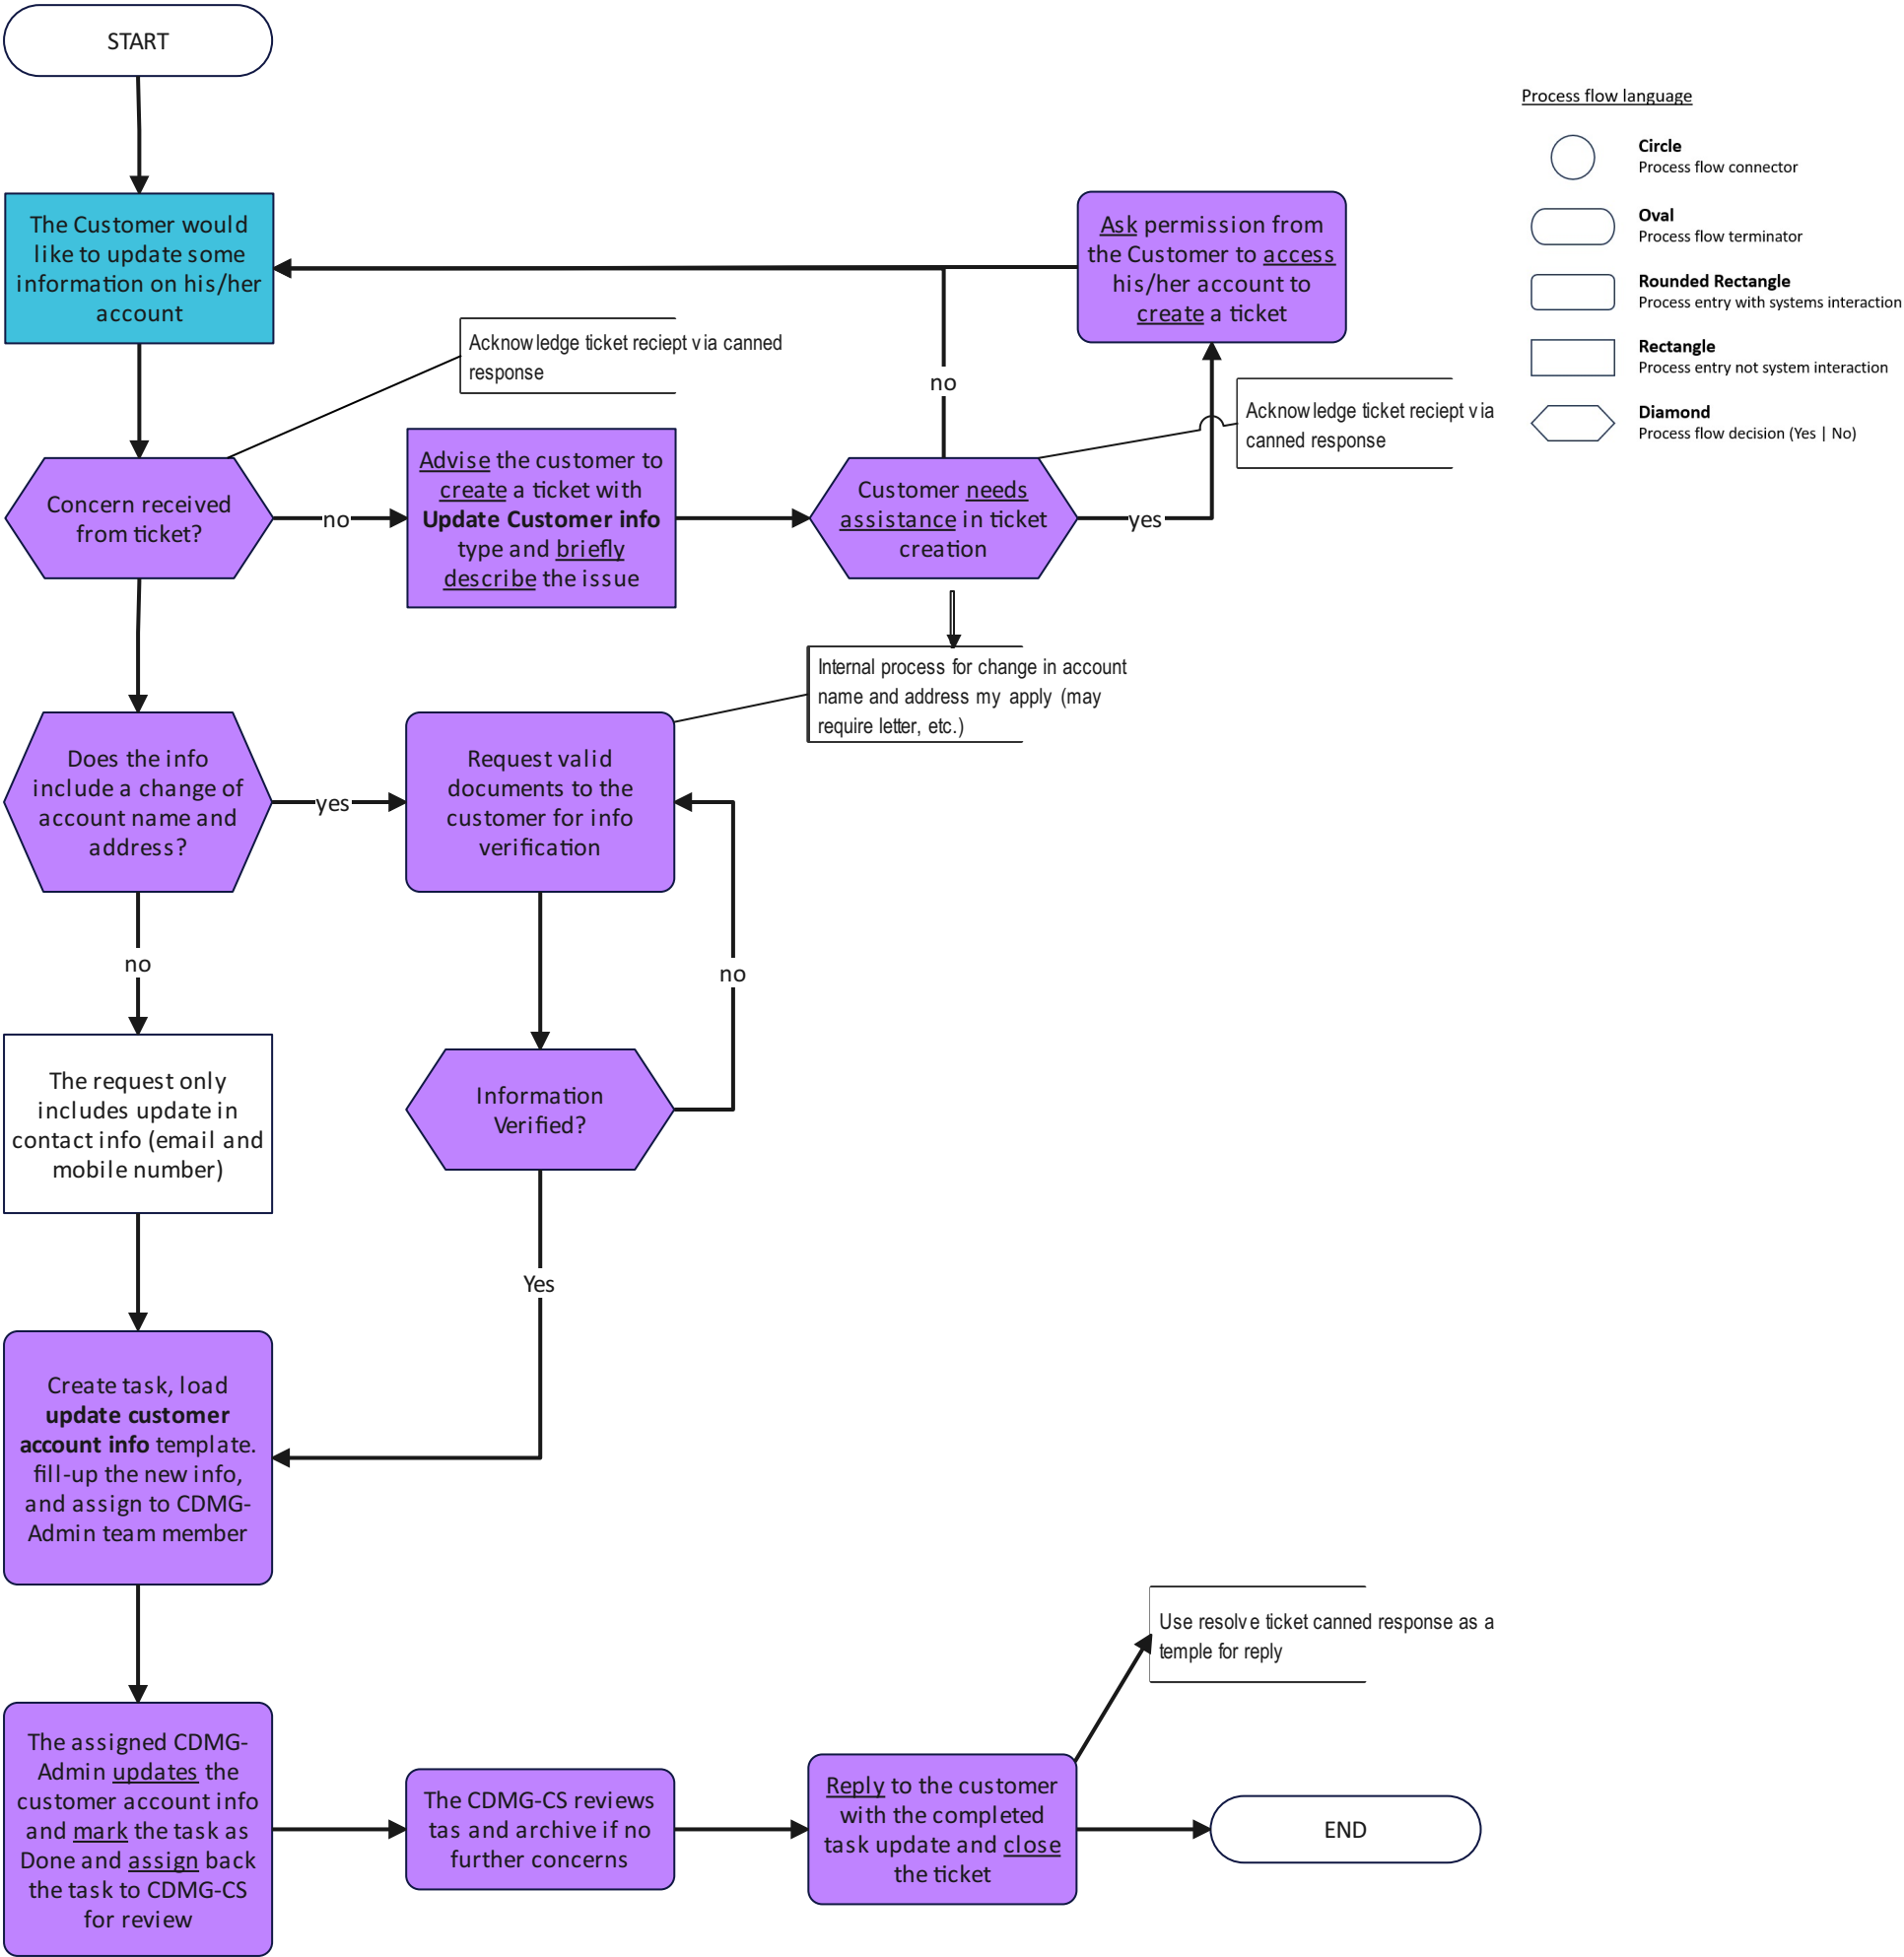 START
Process flow language
Circle
Process flow connector
Oval
Process flow terminator
Rounded Rectangle
Process entry with systems interaction
Rectangle
Process entry not system interaction
Diamond
Process flow decision (Yes | No)
The Customer would
like to update some
information on his/her
account
Ask permission from
the Customer to access
his/her account to
create a ticket
Acknowledge ticket reciept via canned
response
no
Acknowledge ticket reciept via
canned response
Concern received
from ticket?
no
Advise the customer to
create a ticket with
Update Customer info
type and briefly
describe the issue
Customer needs
assistance in ticket
creation
yes
Internal process for change in account
name and address my apply (may
require letter, etc.)
Does the info
include a change of
account name and
address?
yes
Request valid
documents to the
customer for info
verification
no
no
The request only
includes update in
contact info (email and
mobile number)
Information
Verified?
Yes
Create task, load
update customer
account info template.
fill-up the new info,
and assign to CDMG-
Admin team member
Use resolve ticket canned response as a
temple for reply
The assigned CDMG-
Admin updates the
customer account info
and mark the task as
Done and assign back
the task to CDMG-CS
for review
The CDMG-CS reviews
tas and archive if no
further concerns
Reply to the customer
with the completed
task update and close
the ticket
END